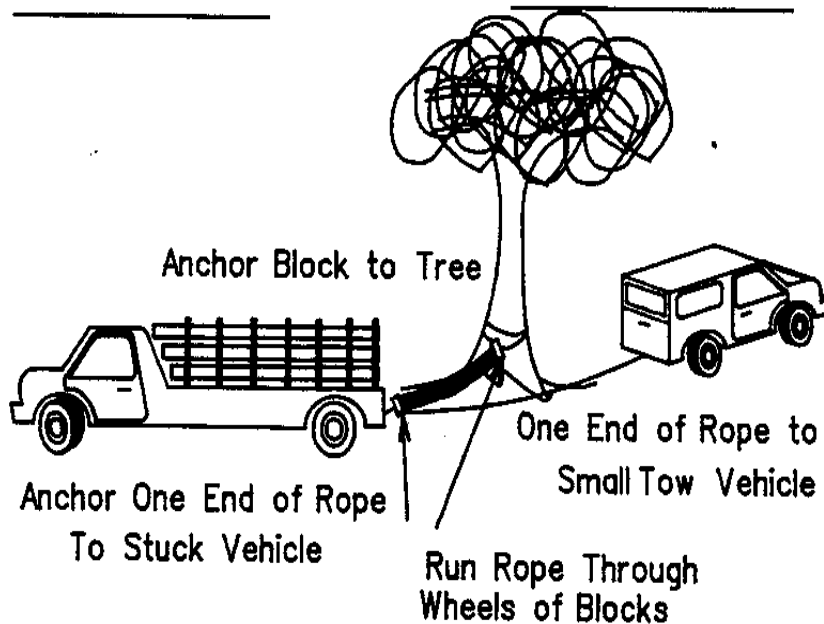 Anchor Block to Tree
One End of Rope to
Small Tow Vehicle
Anchor One End of Rope
To Stuck Vehicle
Run Rope Through
Wheels of Blocks